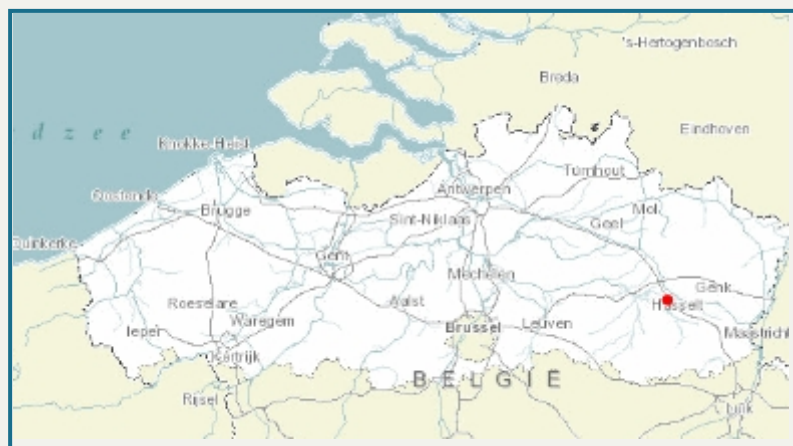 's-Hertogenbosch
Breda
d z e e
Eindhoven
Knokke-Heist
Turnhout
Antwerpen
Oostende
Brugge
Sint-Niklaas
Geel
Mol
Duinkerke
Gent
Mechelen
Genk
Roeselare
Aalst
Hasselt
Ieper
Waregem
Brussel
Leuven
Maastricht
Kortrijk
BELGIË
Rijsel
Luik